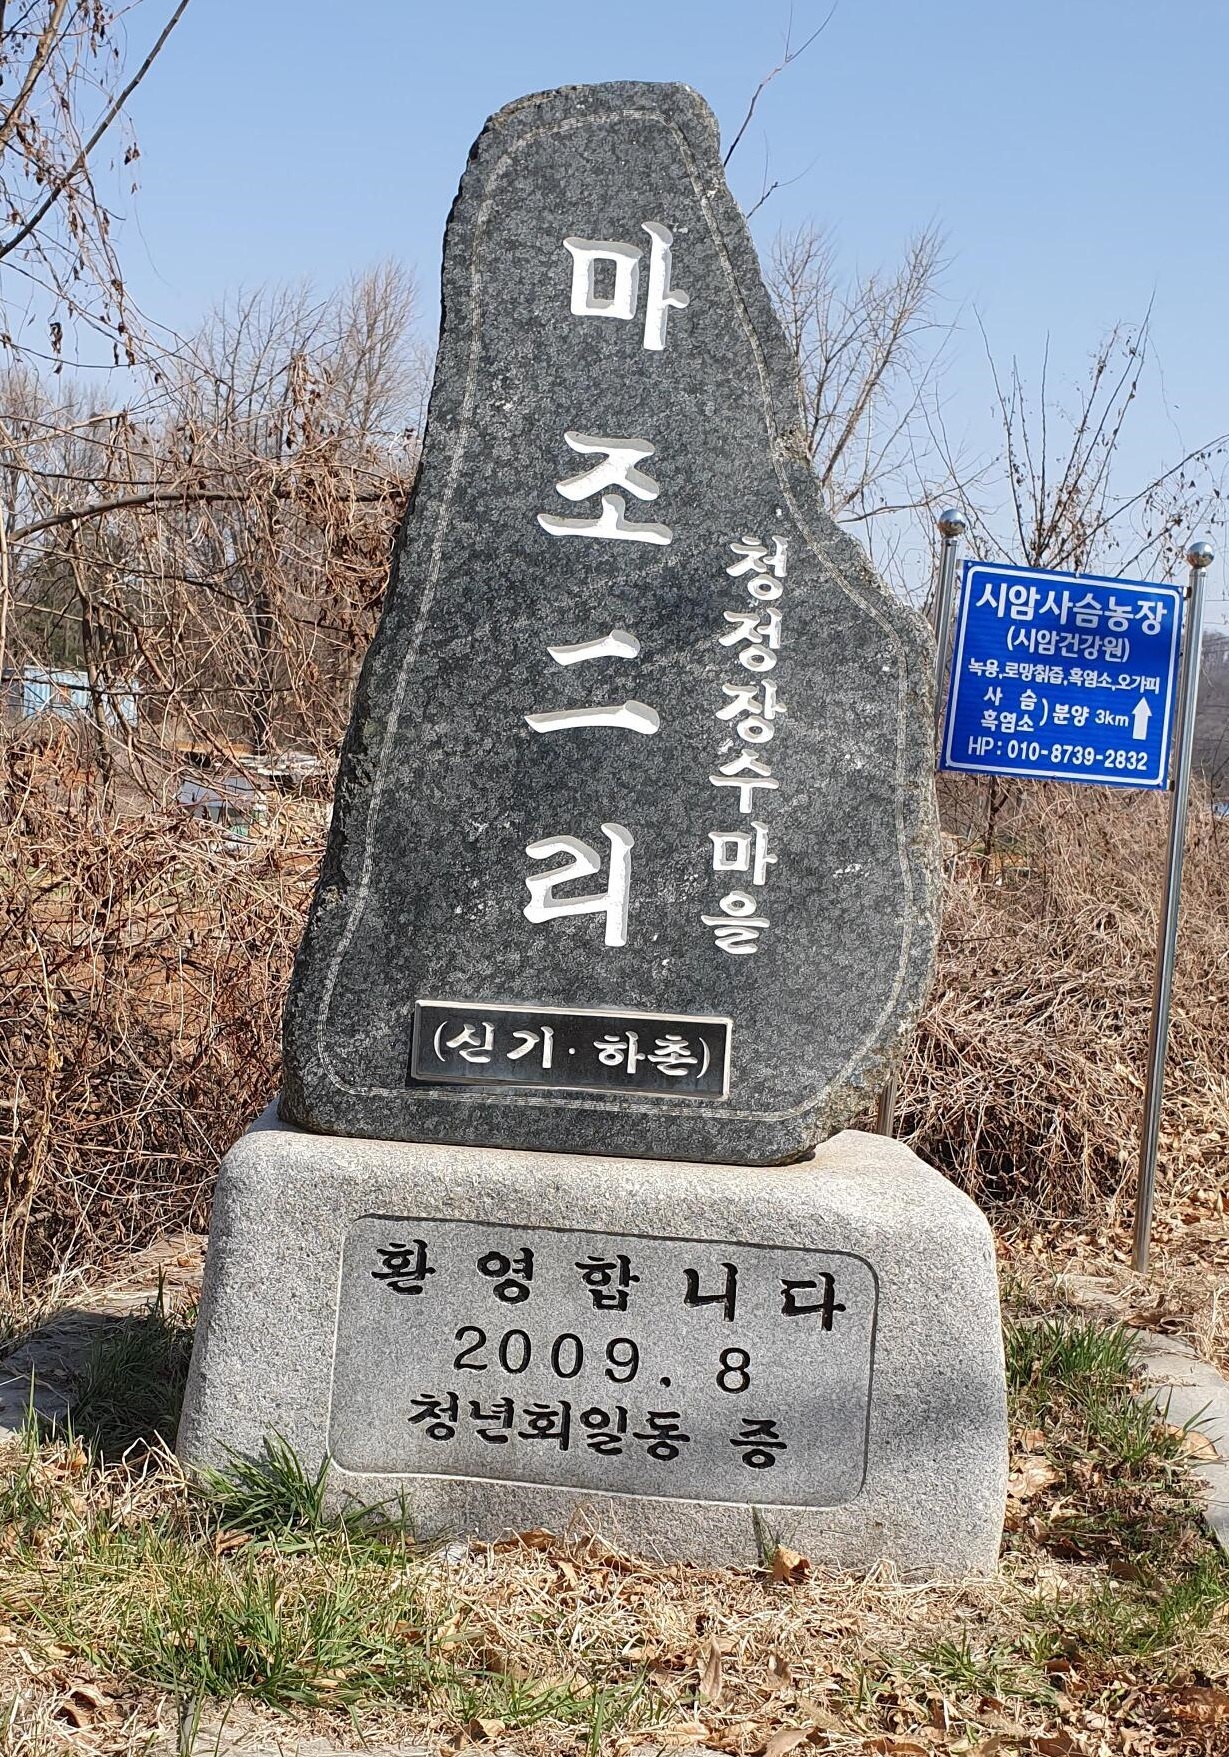 마조二리
청정장수마을
(신기·하촌)
환영합니다
2009. 8
청년회일동 증
시암사슴농장
(시암건강원)
녹용,로망칡즙,흑염소,오가피
사슴
흑염소 ) 분양 3km ↑
HP : 010-8739-2832